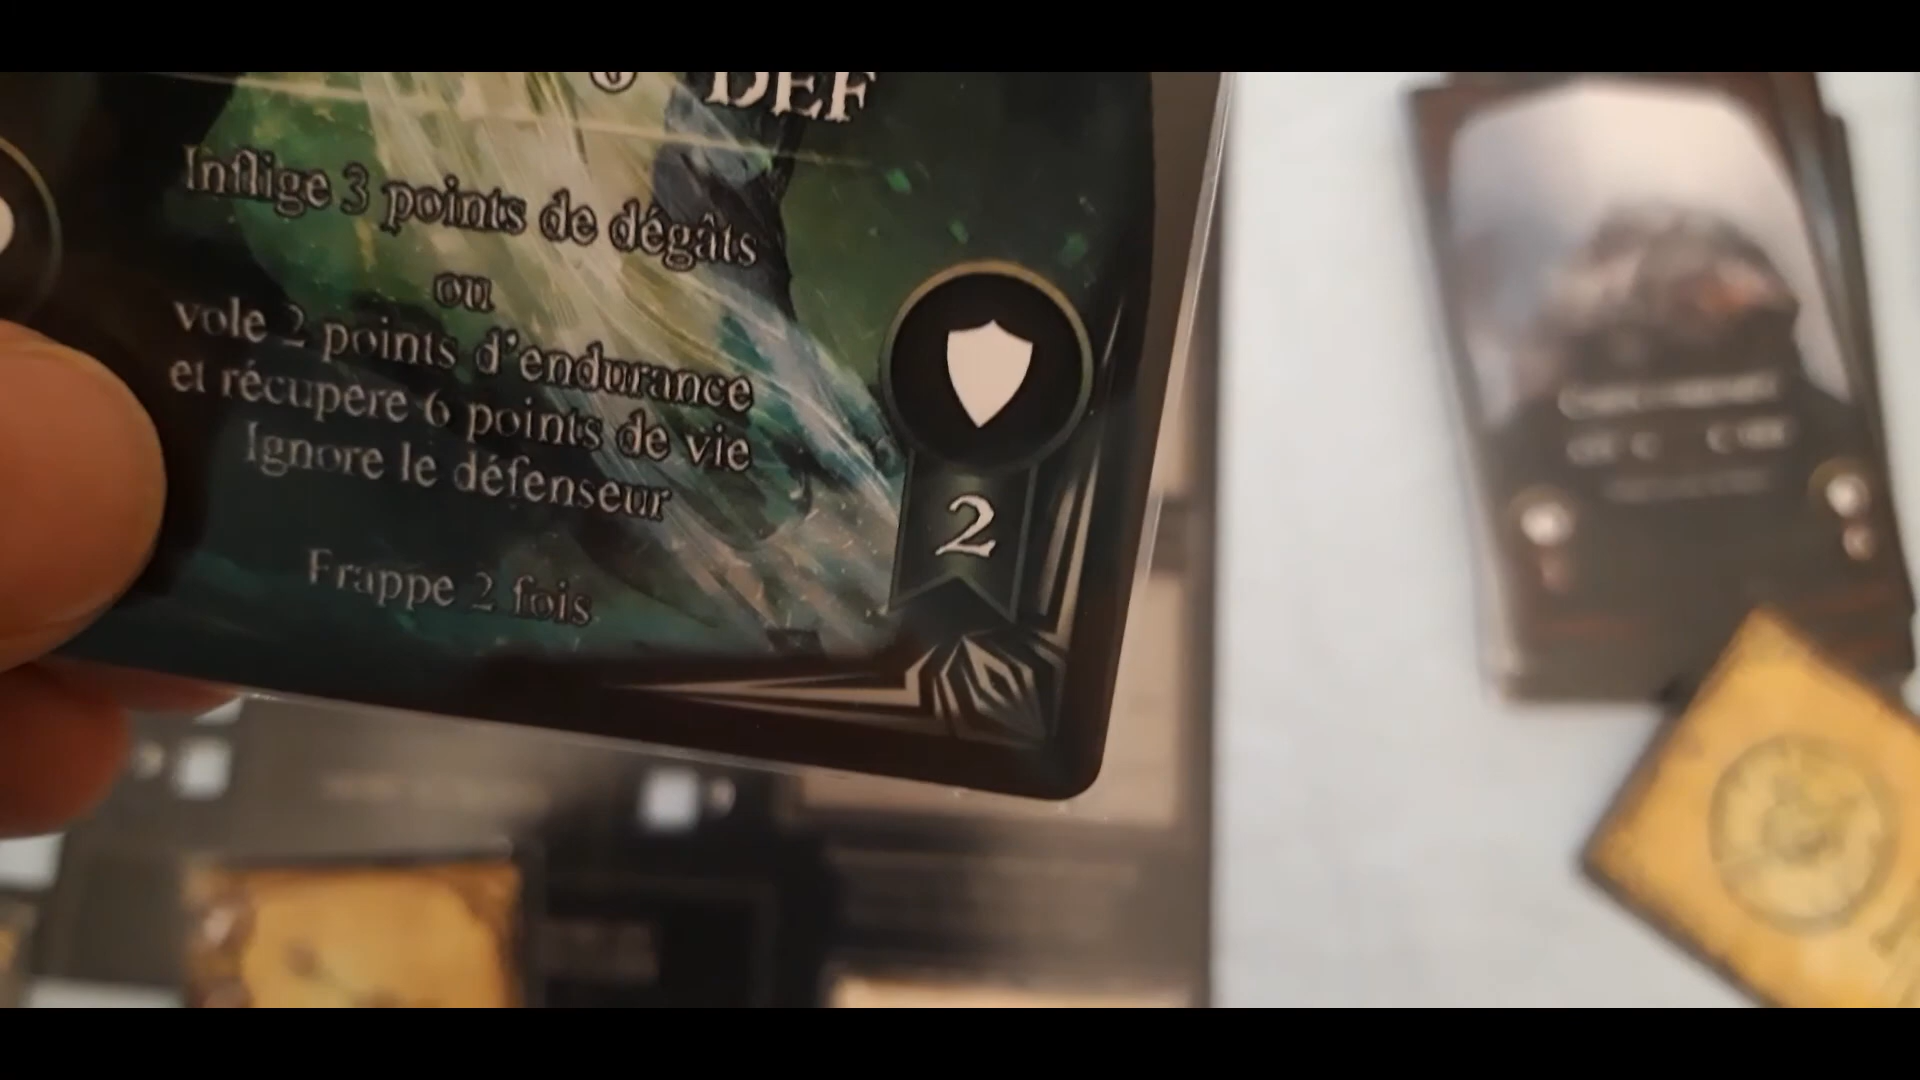 6 DEF
Inflige 3 points de dégâts
ou
vole 2 points d'endurance
et récupère 6 points de vie
Ignore le défenseur
2
Frappe 2 fois